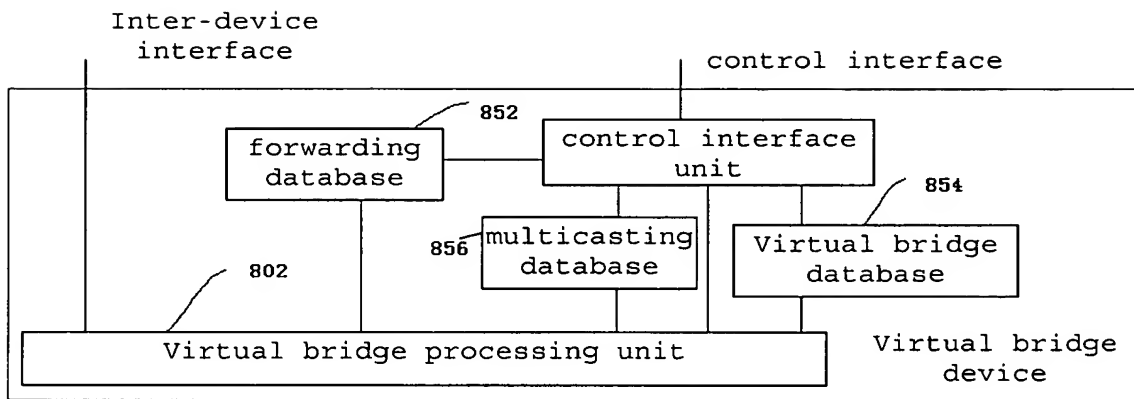 Inter-device
interface
control interface
852
forwarding
database
control interface
unit
854
856
multicasting
database
Virtual bridge
database
802
Virtual bridge processing unit
Virtual bridge
device